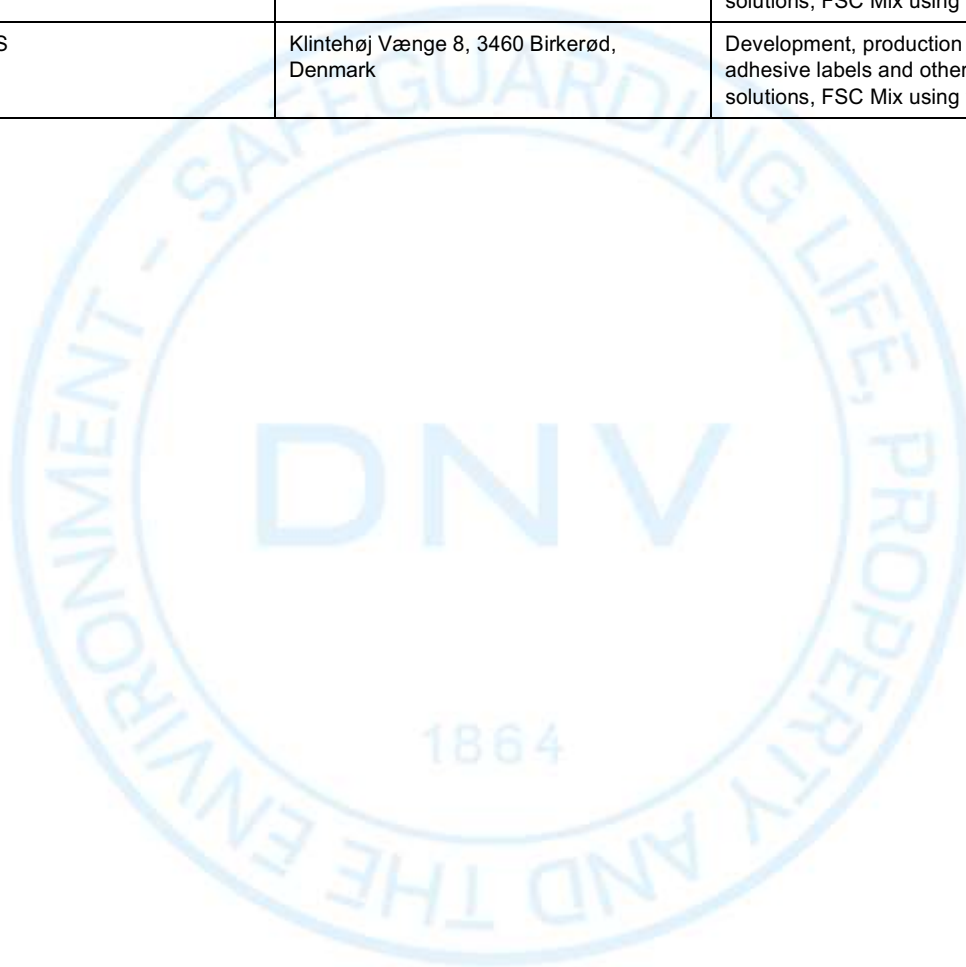 solutions, FSC Mix using
S
Klintehøj Vænge 8, 3460 Birkerød,
Denmark
Development, production
adhesive labels and other
solutions, FSC Mix using
SAFEGUARDING LIFE, PROPERTY AND THE ENVIRONMENT -
DNV
1864